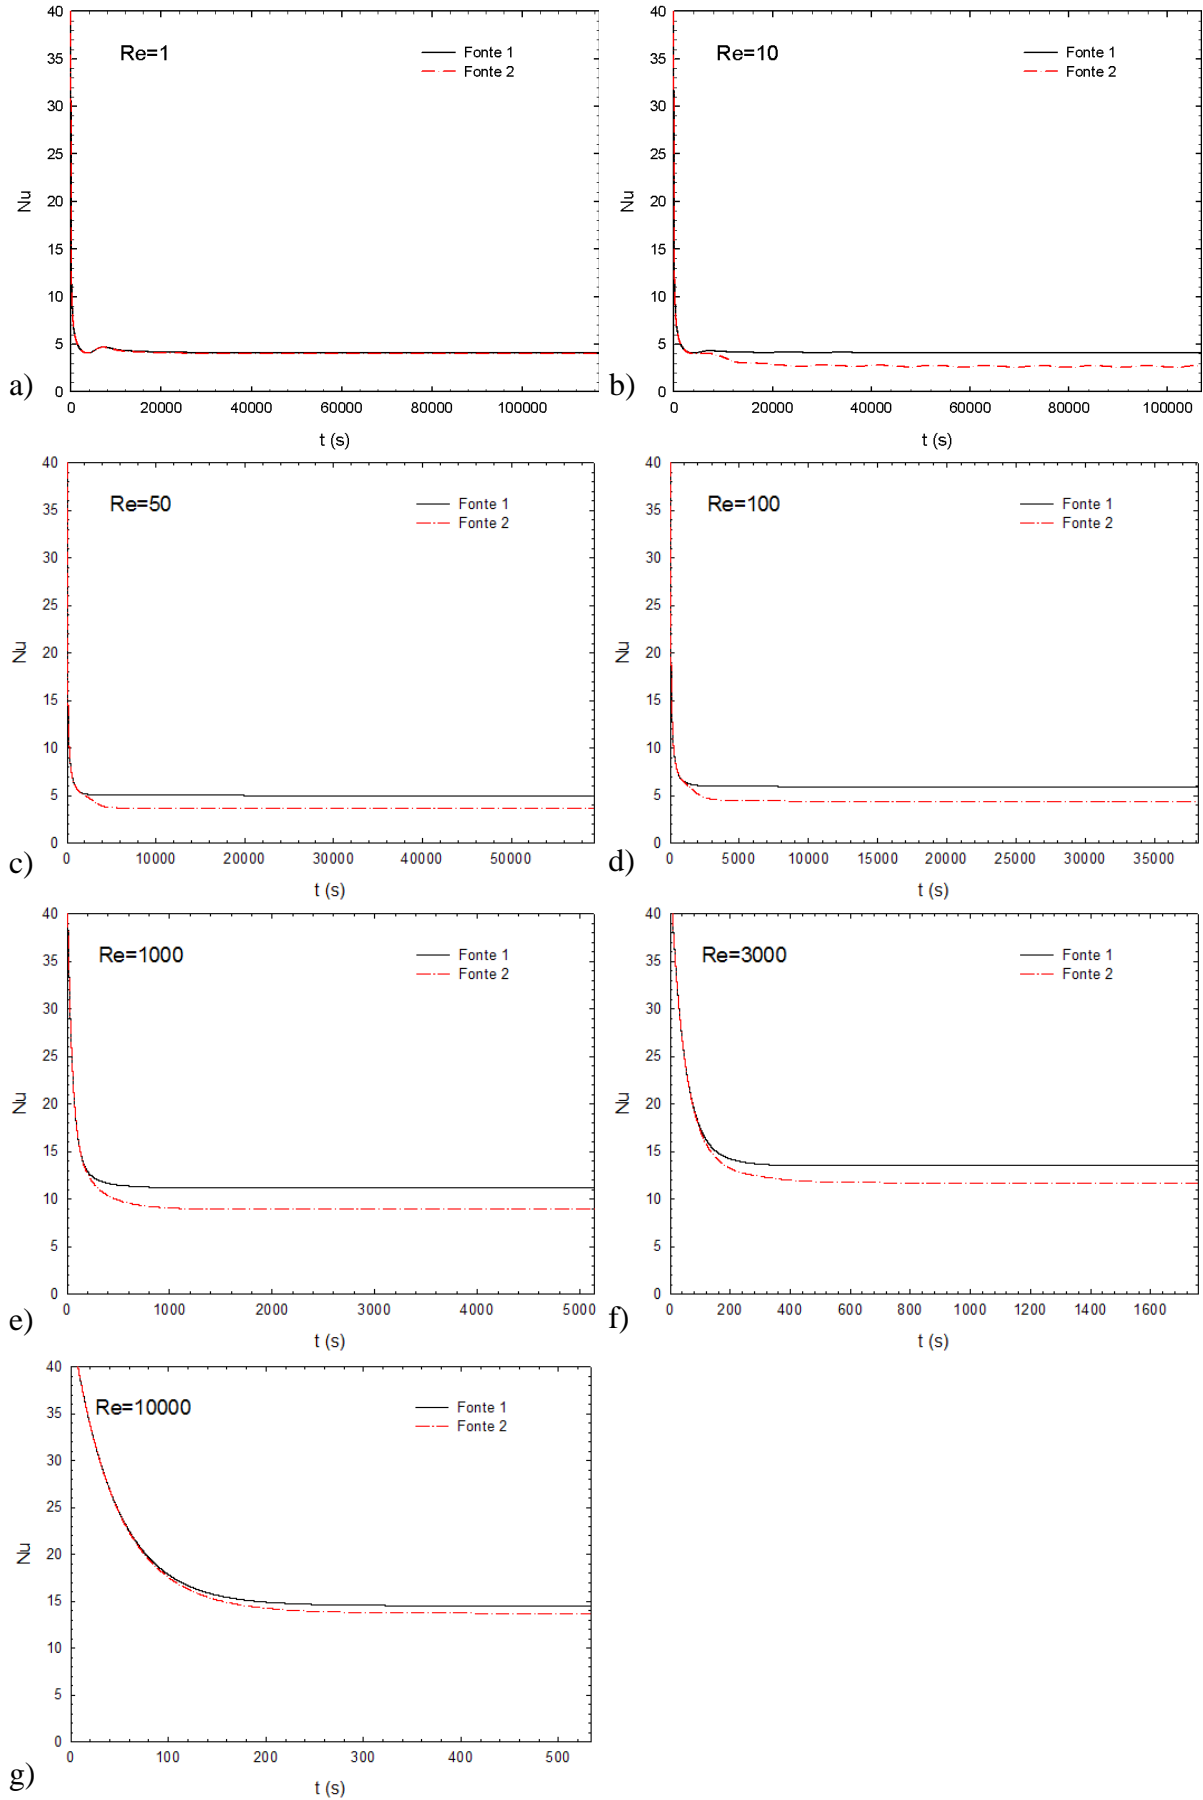 40
Re=1
Fonte 1
Fonte 2
35
30
25
20
Nu
15
10
5
0
0 20000 40000 60000 80000 100000
t (s)
a)
40
Re=10
Fonte 1
Fonte 2
35
30
25
20
Nu
15
10
5
0
0 20000 40000 60000 80000 100000
t (s)
b)
40
Re=50
Fonte 1
Fonte 2
35
30
25
20
Nu
15
10
5
0
0 10000 20000 30000 40000 50000
t (s)
c)
40
Re=100
Fonte 1
Fonte 2
35
30
25
20
Nu
15
10
5
0
0 5000 10000 15000 20000 25000 30000 35000
t (s)
d)
40
Re=1000
Fonte 1
Fonte 2
35
30
25
20
Nu
15
10
5
0
0 1000 2000 3000 4000 5000
t (s)
e)
40
Re=3000
Fonte 1
Fonte 2
35
30
25
20
Nu
15
10
5
0
0 200 400 600 800 1000 1200 1400 1600
t (s)
f)
40
Re=10000
Fonte 1
Fonte 2
35
30
25
20
Nu
15
10
5
0
0 100 200 300 400 500
t (s)
g)